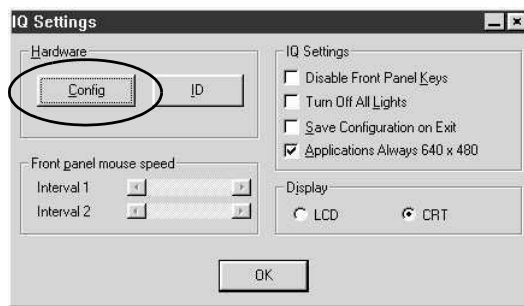 IQ Settings
Hardware
Config
ID
IQ Settings
Disable Front Panel Keys
Turn Off All Lights
Save Configuration on Exit
Applications Always 640 x 480
Front panel mouse speed
Interval 1
Interval 2
Display
LCD
CRT
OK